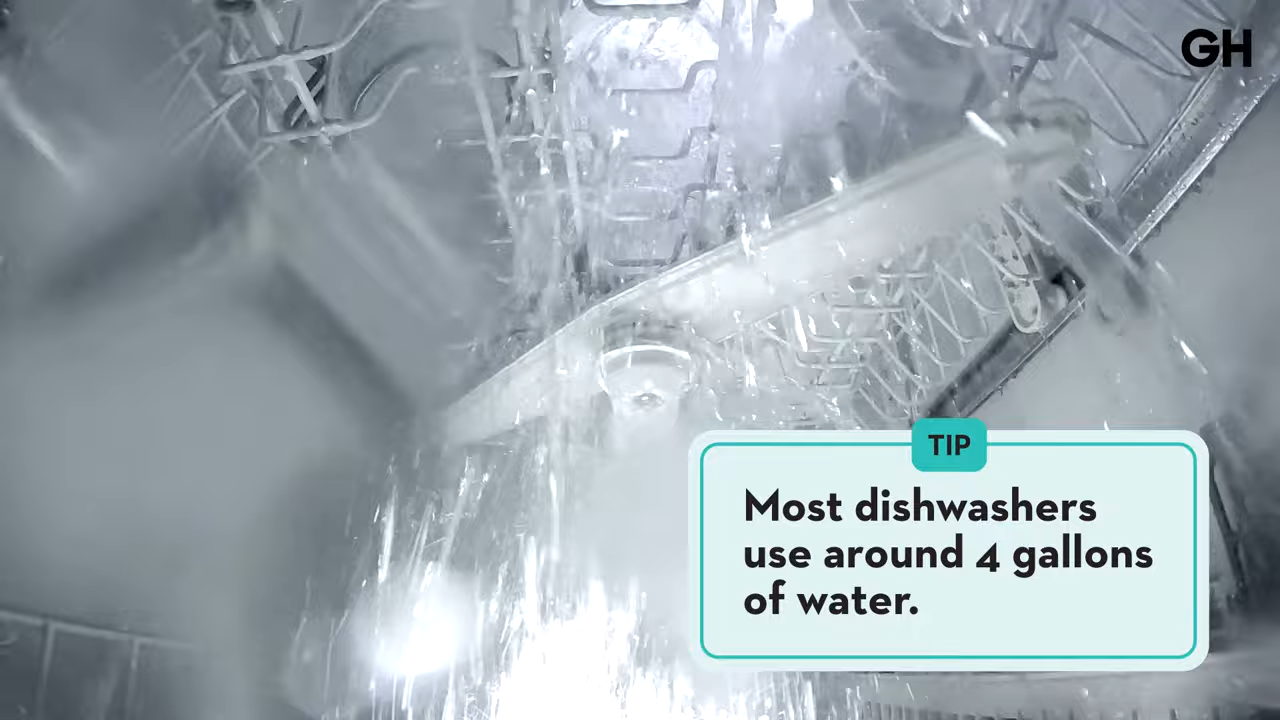 GH
TIP
Most dishwashers
use around 4 gallons
of water.